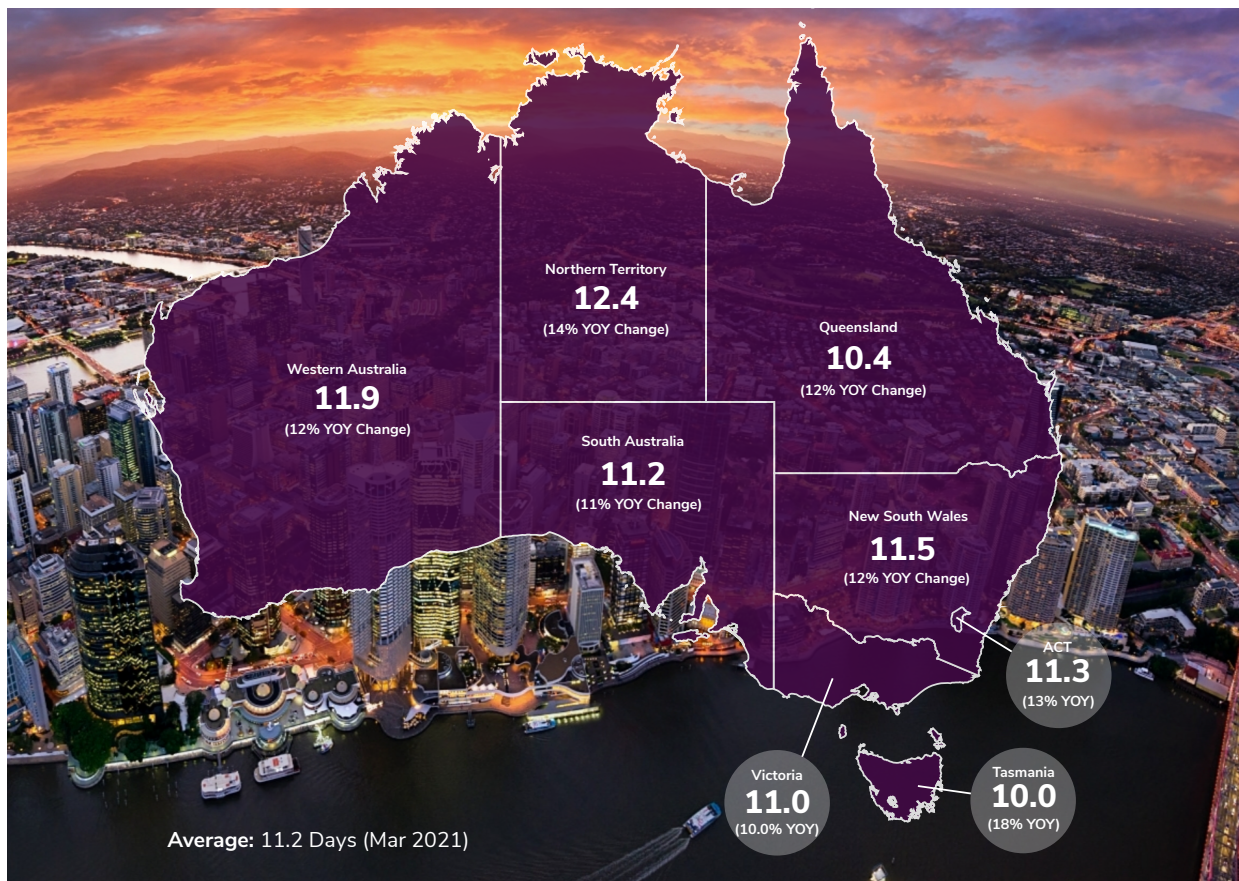 Northern Territory
12.4
(14% YOY Change)
Queensland
10.4
(12% YOY Change)
Western Australia
11.9
(12% YOY Change)
South Australia
11.2
(11% YOY Change)
New South Wales
11.5
(12% YOY Change)
ACT
11.3
(13% YOY)
Victoria
11.0
(10.0% YOY)
Tasmania
10.0
(18% YOY)
Average: 11.2 Days (Mar 2021)